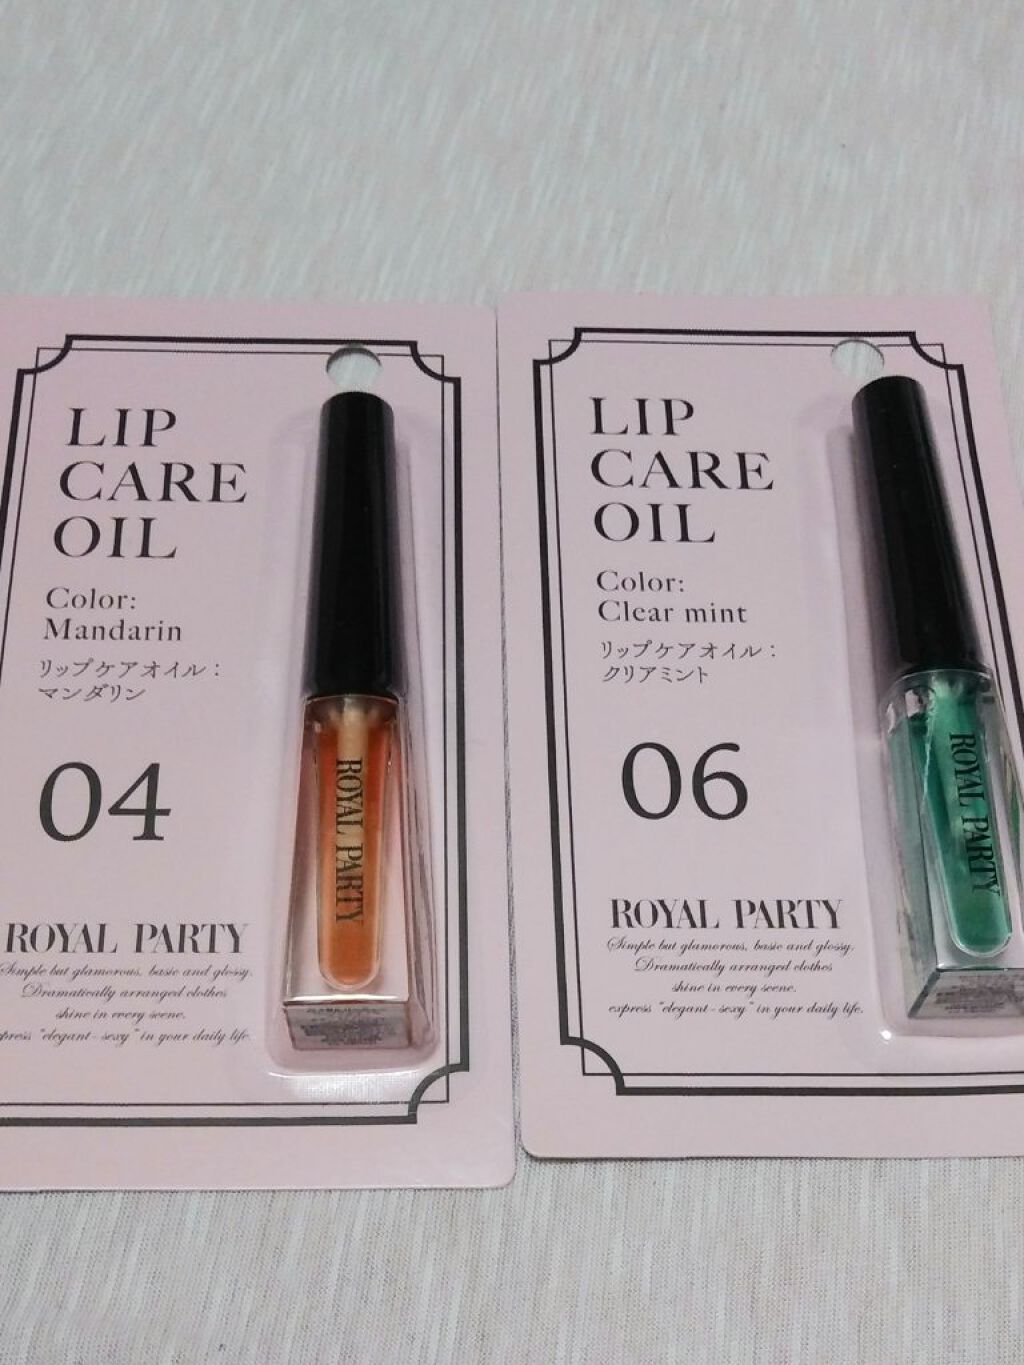 LIP
CARE
OIL
Color:
Mandarin
リップケアオイル：
マンダリン
04
ROYAL PARTY
Simple but glamorous, basic and glossy.
Dramatically arranged clothes
shine in every scene.
press "elegant-sexy" in your daily life.
ROYAL PARTY
LIP
CARE
OIL
Color:
Clear mint
リップケアオイル：
クリアミント
06
ROYAL PARTY
Simple but glamorous, basic and glossy.
Dramatically arranged clothes
shine in every scene.
express "elegant-sexy" in your daily life.
ROYAL PARTY